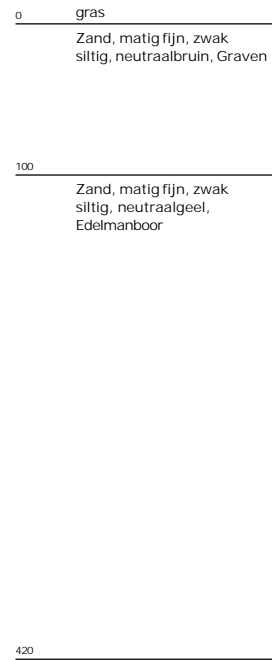 0 gras
Zand, matig fijn, zwak
siltig, neutraalbruin, Graven
100
Zand, matig fijn, zwak
siltig, neutraalgeel,
Edelmanboor
420